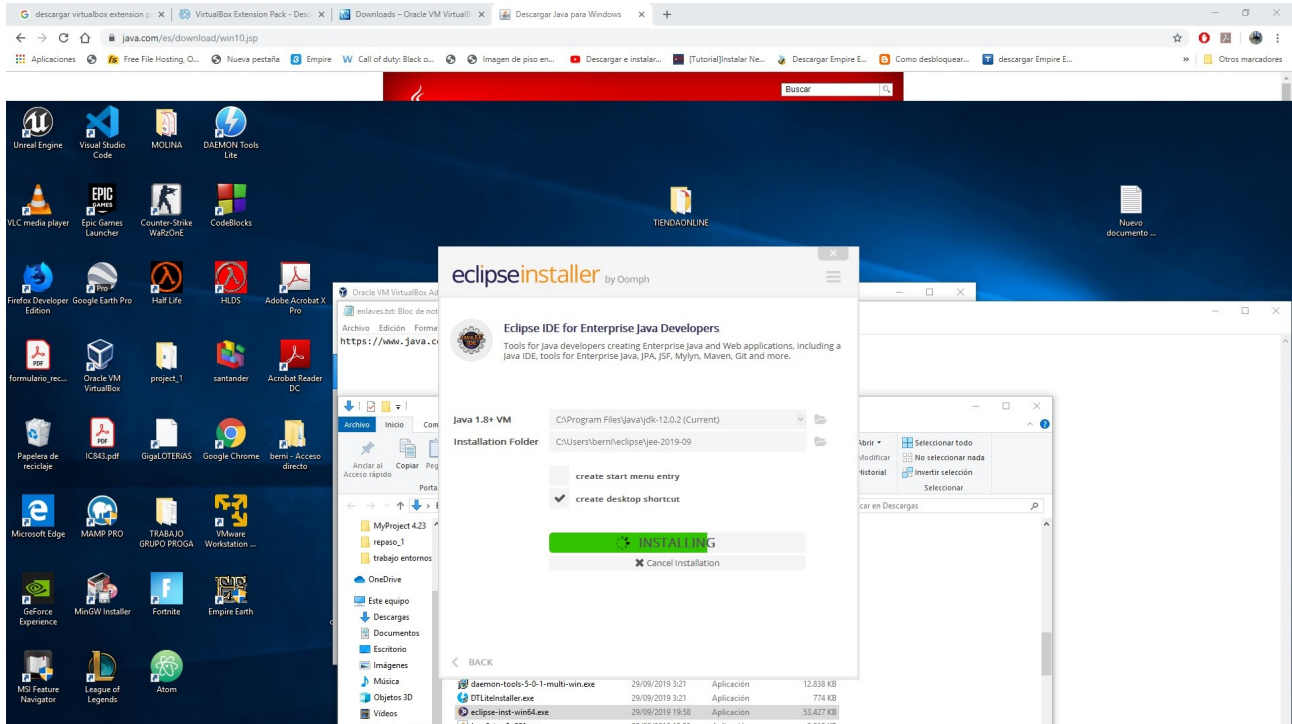 descargar virtualbox extension p
VirtualBox Extension Pack - Desc
Downloads – Oracle VM VirtualB
Descargar Java para Windows
java.com/es/download/win10.jsp
Aplicaciones
Free File Hosting, O...
Nueva pestaña
Empire
Call of duty: Black o...
Imagen de piso en...
Descargar e instalar...
[Tutorial]Instalar Ne...
Descargar Empire E...
Como desbloquear...
descargar Empire E...
»
Otros marcadores
Buscar
Unreal Engine
Visual Studio
Code
MOLINA
DAEMON Tools
Lite
VLC media player
EPIC
GAMES
Epic Games
Launcher
Counter-Strike
WaRzOnE
CodeBlocks
TIENDAONLINE
Nuevo
documento ...
Firefox Developer
Edition
Pro
Google Earth Pro
Half Life
HLDS
Adobe Acrobat X
Pro
PDF
formulario_rec...
Oracle VM
VirtualBox
project_1
santander
Acrobat Reader
DC
Papelera de
reciclaje
PDF
IC843.pdf
GigaLOTERíAS
Google Chrome
berni - Acceso
directo
Microsoft Edge
MAMP PRO
TRABAJO
GRUPO PROGA
VMware
Workstation ...
GeForce
Experience
MinGW Installer
Fortnite
Empire Earth
MSI Feature
Navigator
League of
Legends
Atom
Oracle VM VirtualBox Ad
enlaves.txt: Bloc de not
Archivo Edición Forma
https://www.java.co
eclipseinstaller by Oomph
JAVA EE
IDE
Eclipse IDE for Enterprise Java Developers
Tools for Java developers creating Enterprise Java and Web applications, including a
Java IDE, tools for Enterprise Java, JPA, JSF, Mylyn, Maven, Git and more.
Java 1.8+ VM
C:\Program Files\Java\jdk-12.0.2 (Current)
Installation Folder
C:\Users\berni\eclipse\jee-2019-09
create start menu entry
create desktop shortcut
INSTALLING
Cancel Installation
BACK
Archivo Inicio Com
Anclar al
Acceso rápido
Copiar
Peg
Porta
Abrir
Modificar
Historial
Seleccionar todo
No seleccionar nada
Invertir selección
Seleccionar
car en Descargas
MyProject 4.23
repaso_1
trabajo entornos
OneDrive
Este equipo
Descargas
Documentos
Escritorio
Imágenes
Música
Objetos 3D
Vídeos
daemon-tools-5-0-1-multi-win.exe 29/09/2019 3:21 Aplicación 12.838 KB
DTLiteInstaller.exe 29/09/2019 3:21 Aplicación 774 KB
eclipse-inst-win64.exe 29/09/2019 19:58 Aplicación 53.427 KB